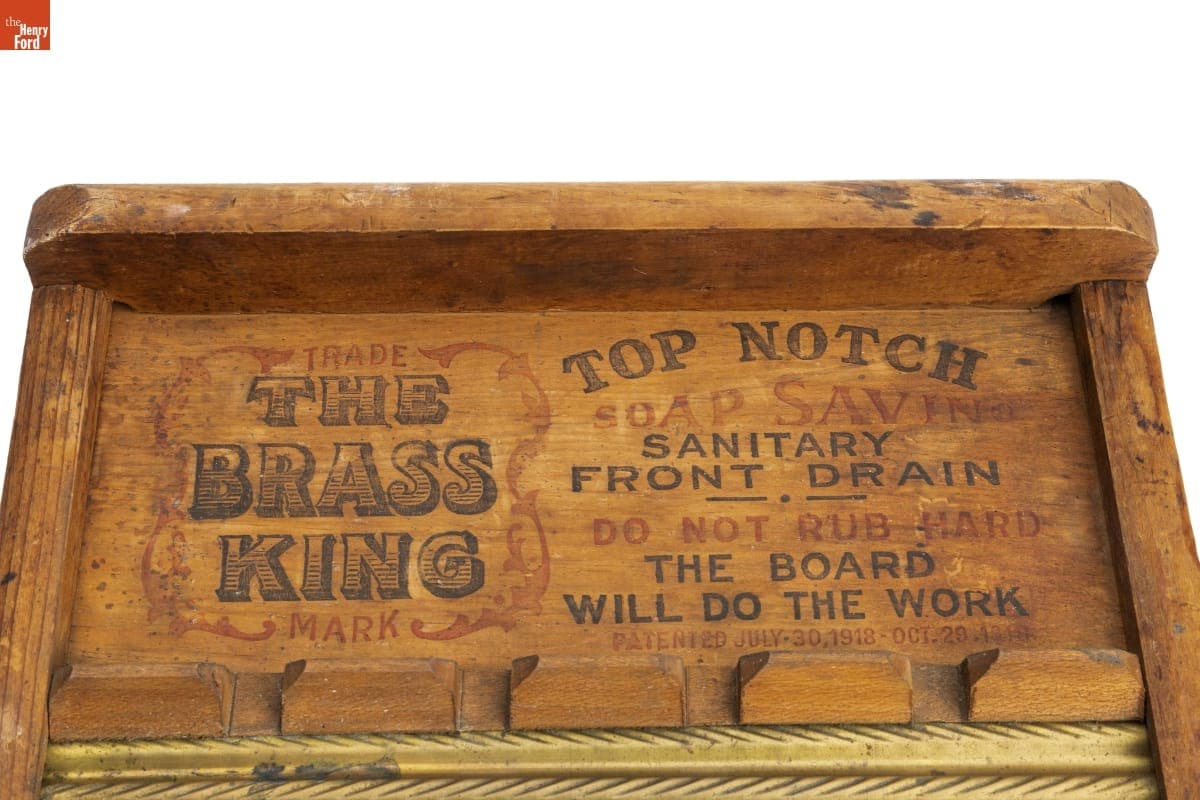 the
Henry
Ford
TRADE
THE
BRASS
KING
MARK
TOP NOTCH
SOAP SAVING
SANITARY
FRONT DRAIN
DO NOT RUB HARD
THE BOARD
WILL DO THE WORK
PATENTED JULY-30,1918-OCT.29.